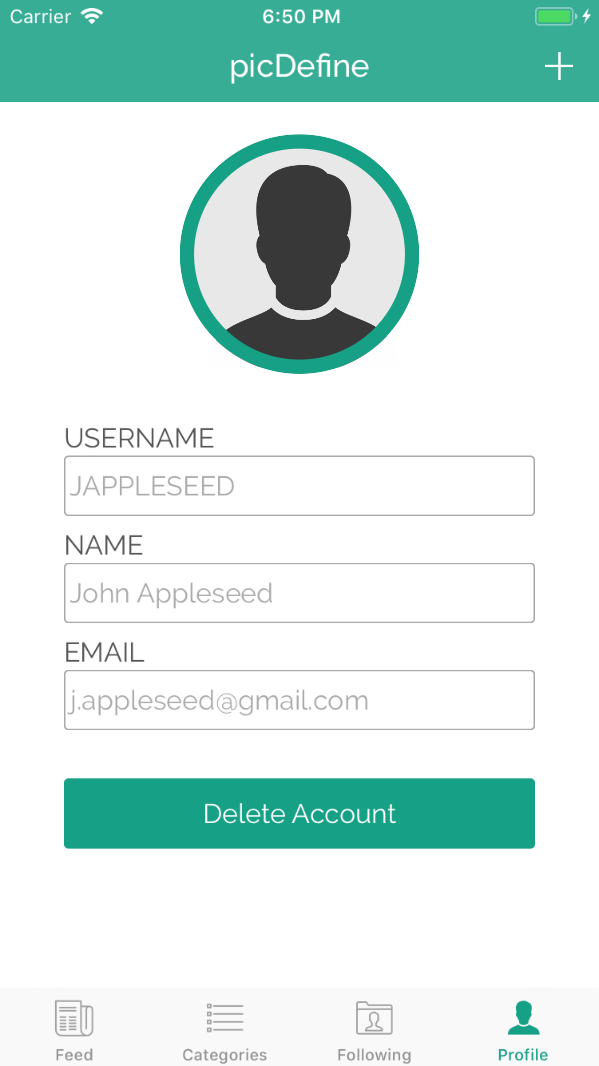 Carrier 6:50 PM
picDefine
USERNAME
JAPPLESEED
NAME
John Appleseed
EMAIL
j.appleseed@gmail.com
Delete Account
Feed Categories Following Profile